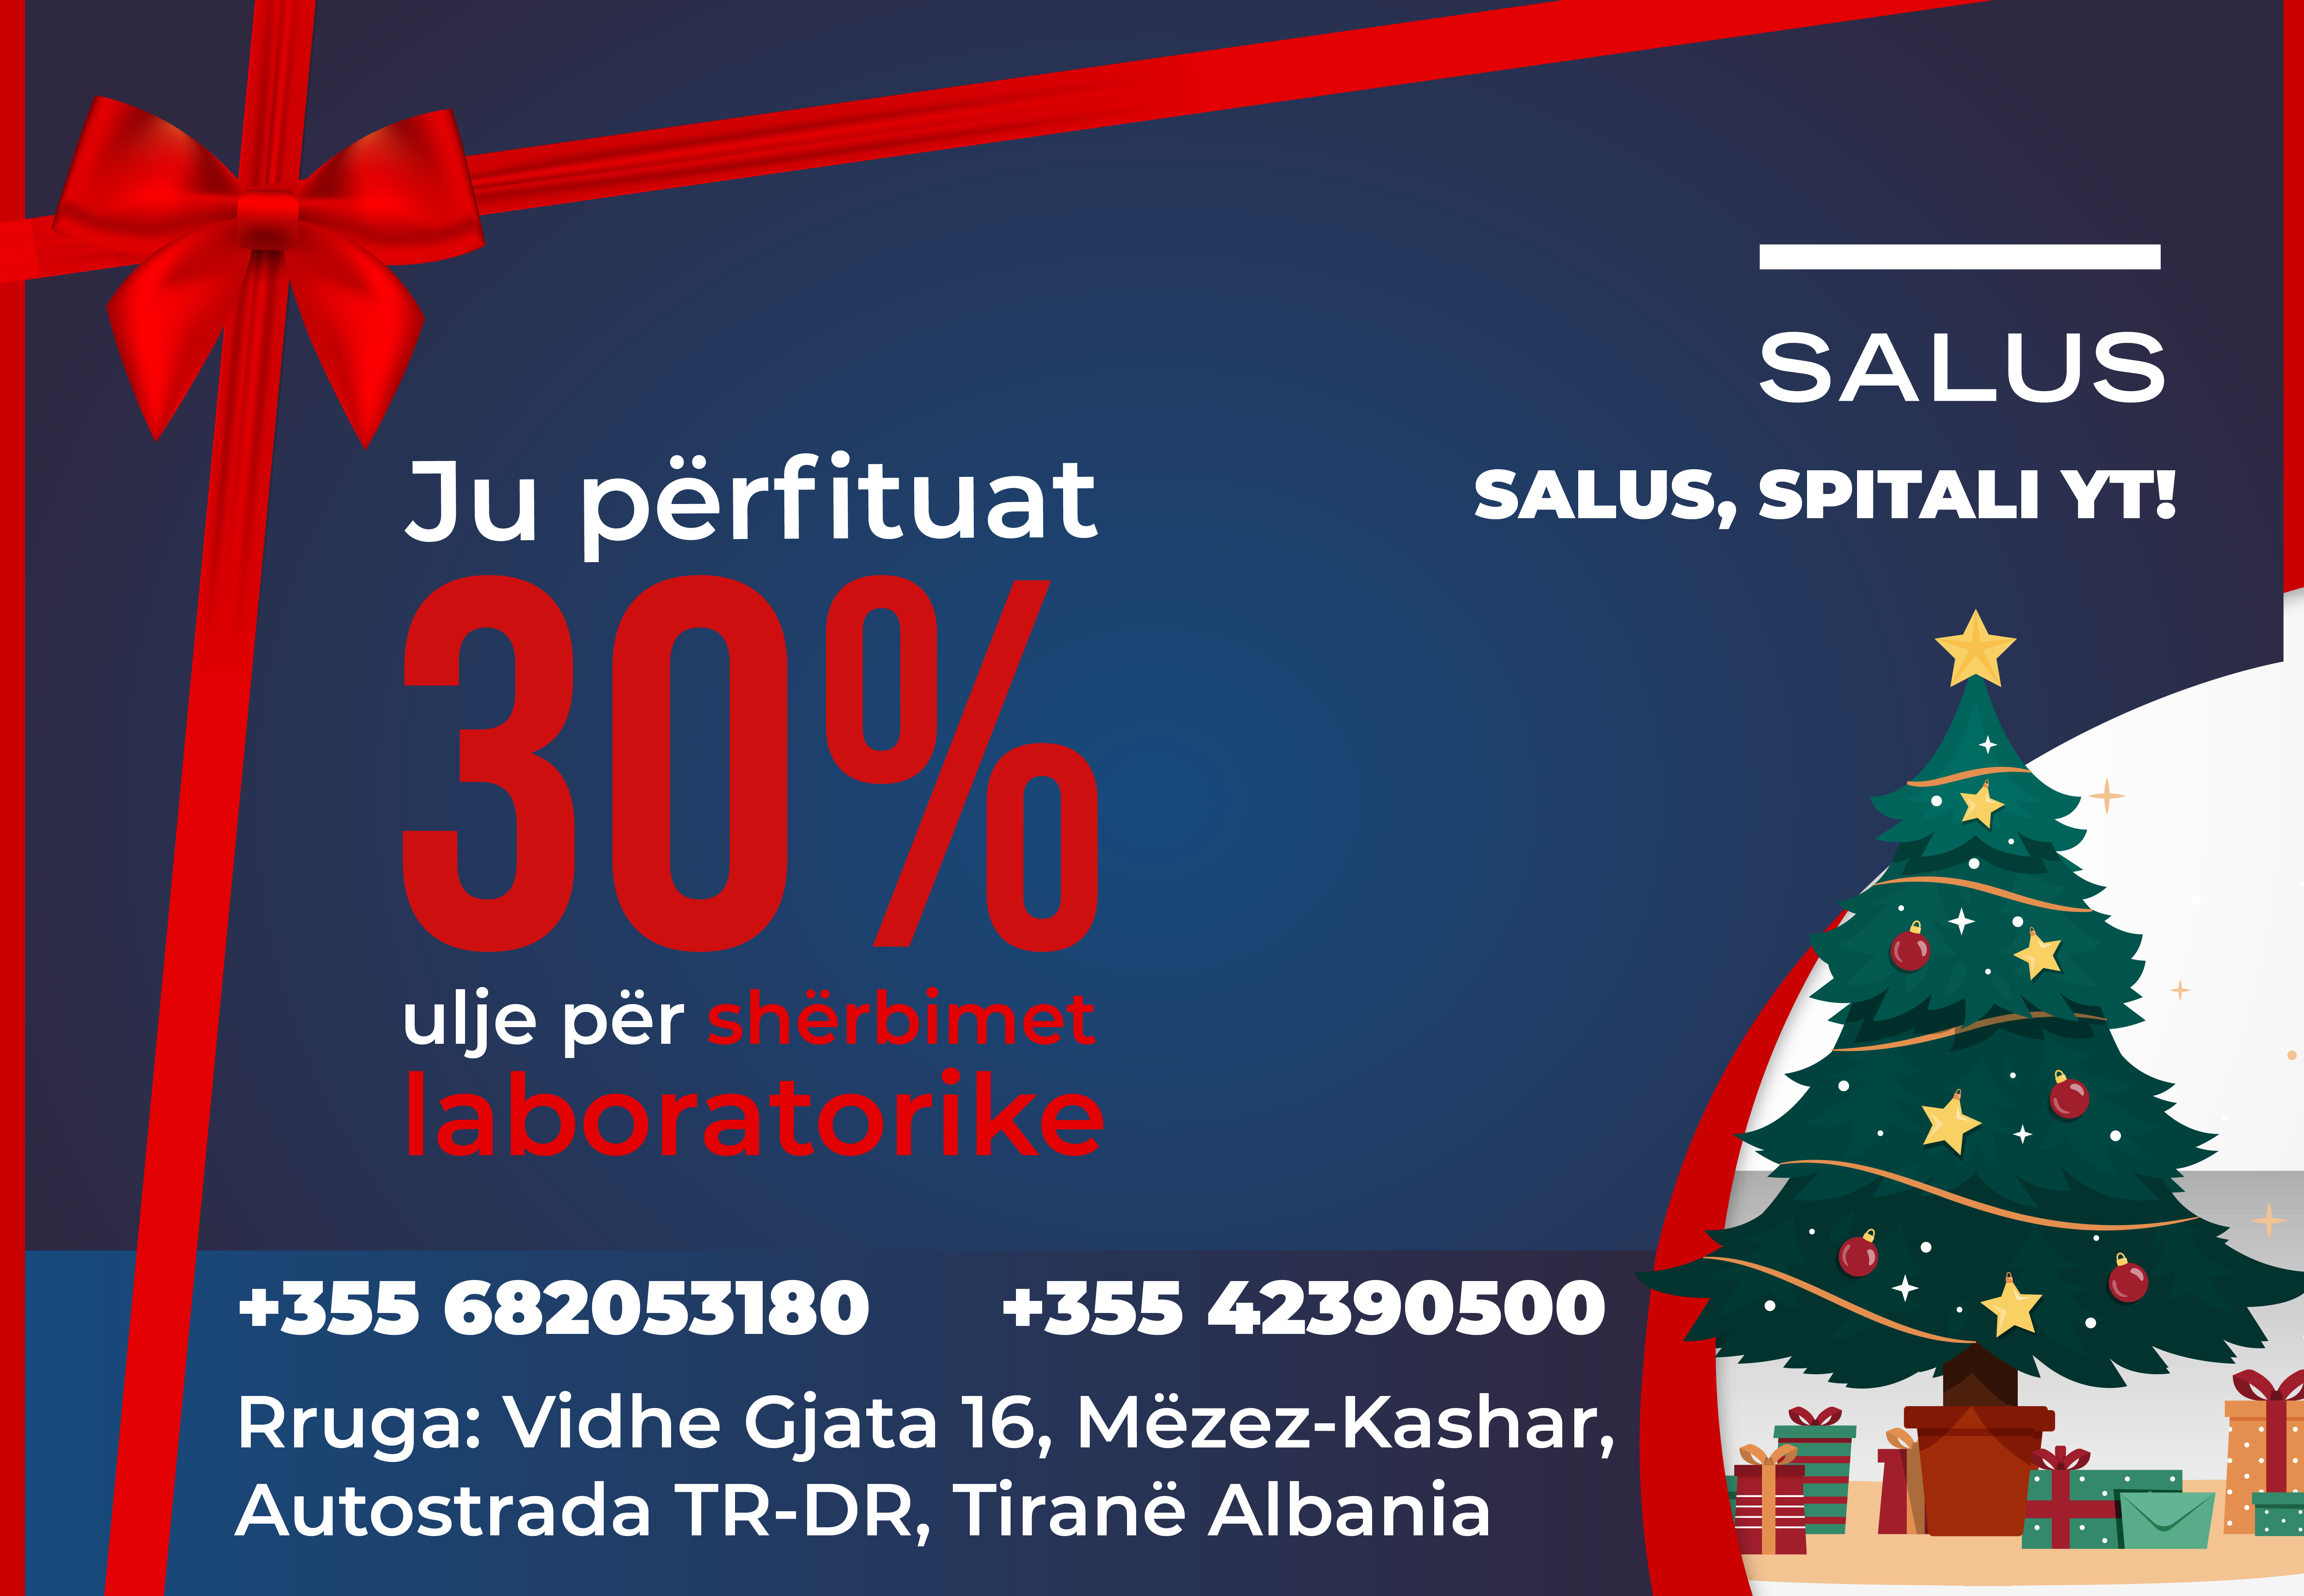 SALUS
SALUS, SPITALI YT!
Ju përfituat
30%
ulje për shërbimet
laboratorike
+355 682053180
+355 42390500
Rruga: Vidhe Gjata 16, Mëzez-Kashar,
Autostrada TR-DR, Tiranë Albania